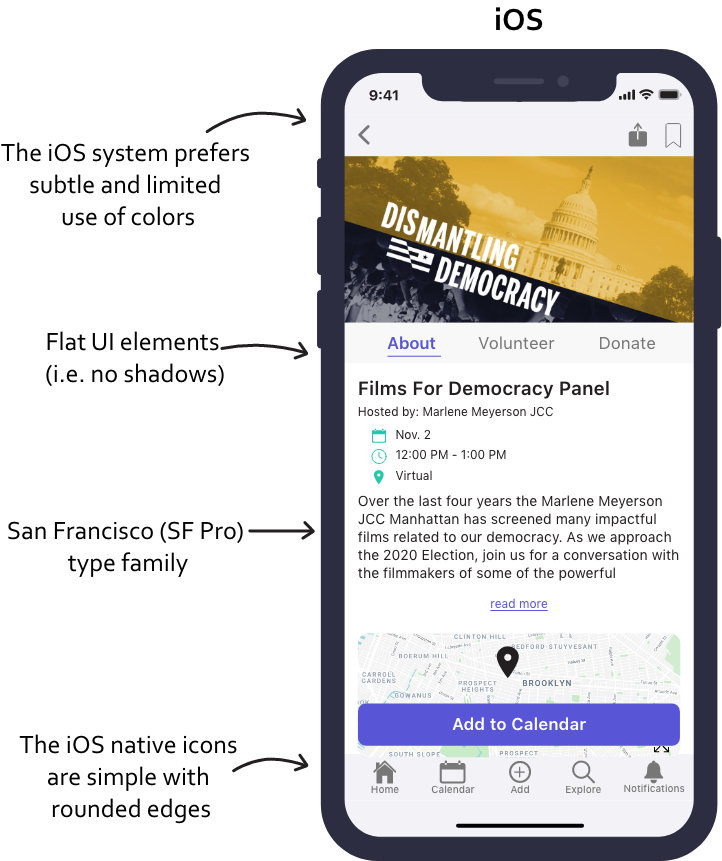 iOS
The iOS system prefers
subtle and limited
use of colors
Flat UI elements
(i.e. no shadows)
San Francisco (SF Pro)
type family
The iOS native icons
are simple with
rounded edges
9:41
DISMANTLING
DEMOCRACY
About Volunteer Donate
Films For Democracy Panel
Hosted by: Marlene Meyerson JCC
Nov. 2
12:00 PM - 1:00 PM
Virtual
Over the last four years the Marlene Meyerson
JCC Manhattan has screened many impactful
films related to our democracy. As we approach
the 2020 Election, join us for a conversation with
the filmmakers of some of the powerful
read more
CLINTON HILL
BEDFORD-STUYVESANT
BOERUM HILL
CARROLL
GARDENS
PROSPECT
HEIGHTS
BROOKLYN
GOWANUS
Add to Calendar
SOUTH SLOPE PROSPECT
Home Calendar Add Explore Notifications